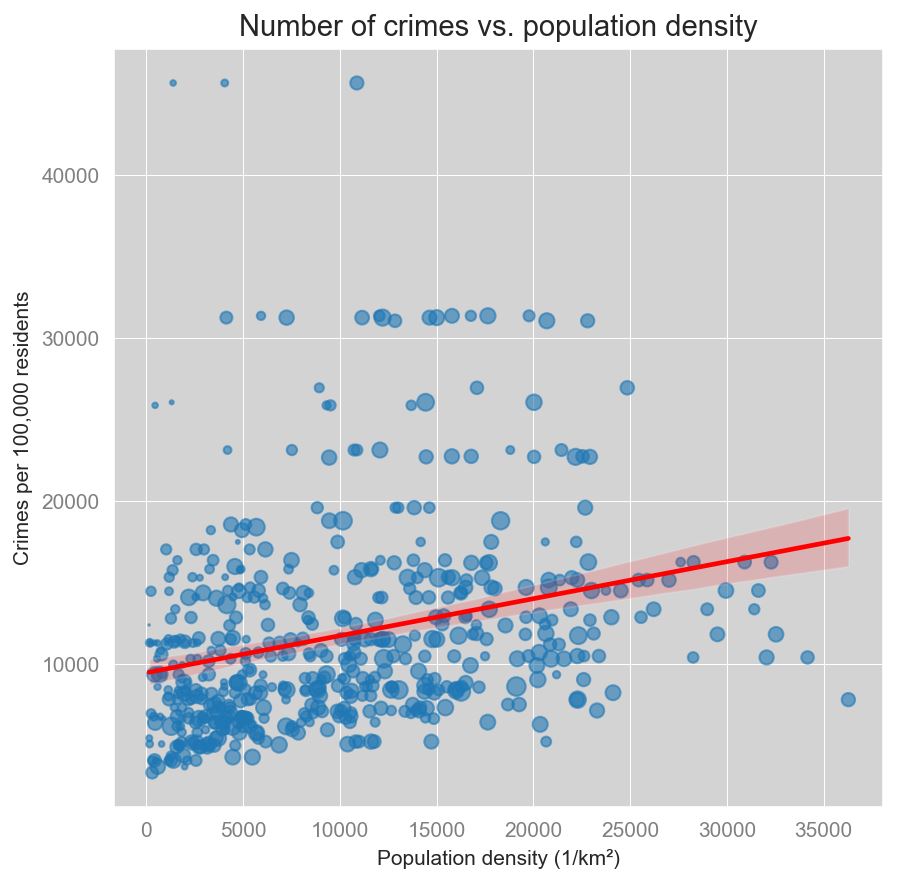 Number of crimes vs. population density
Crimes per 100,000 residents
40000
30000
20000
10000
0 5000 10000 15000 20000 25000 30000 35000
Population density (1/km²)